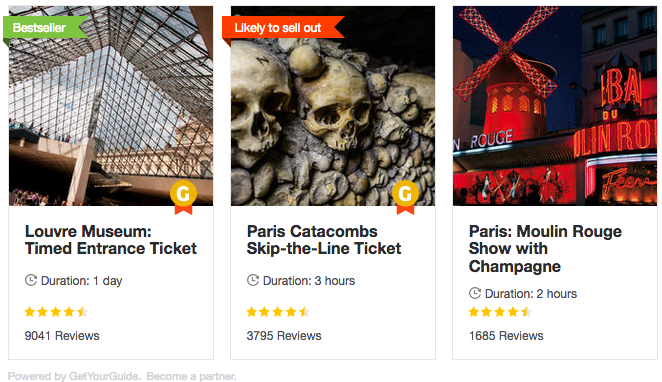 Bestseller
Likely to sell out
ROUGE
BA
DU
ULIN ROU
G
G
Louvre Museum:
Timed Entrance Ticket
Duration: 1 day
9041 Reviews
Paris Catacombs
Skip-the-Line Ticket
Duration: 3 hours
3795 Reviews
Paris: Moulin Rouge
Show with
Champagne
Duration: 2 hours
1685 Reviews
Powered by GetYourGuide. Become a partner.